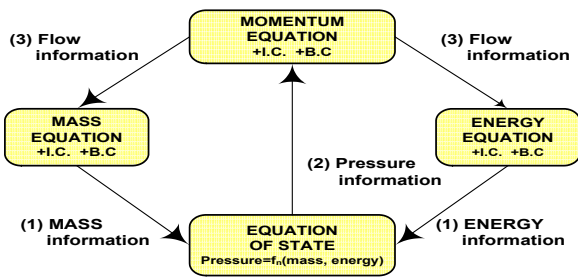 MOMENTUM
EQUATION
+I.C. +B.C
(3) Flow
information
(3) Flow
information
MASS
EQUATION
+I.C. +B.C
ENERGY
EQUATION
+I.C. +B.C
(2) Pressure
information
(1) MASS
information
(1) ENERGY
information
EQUATION
OF STATE
Pressure=fn(mass, energy)